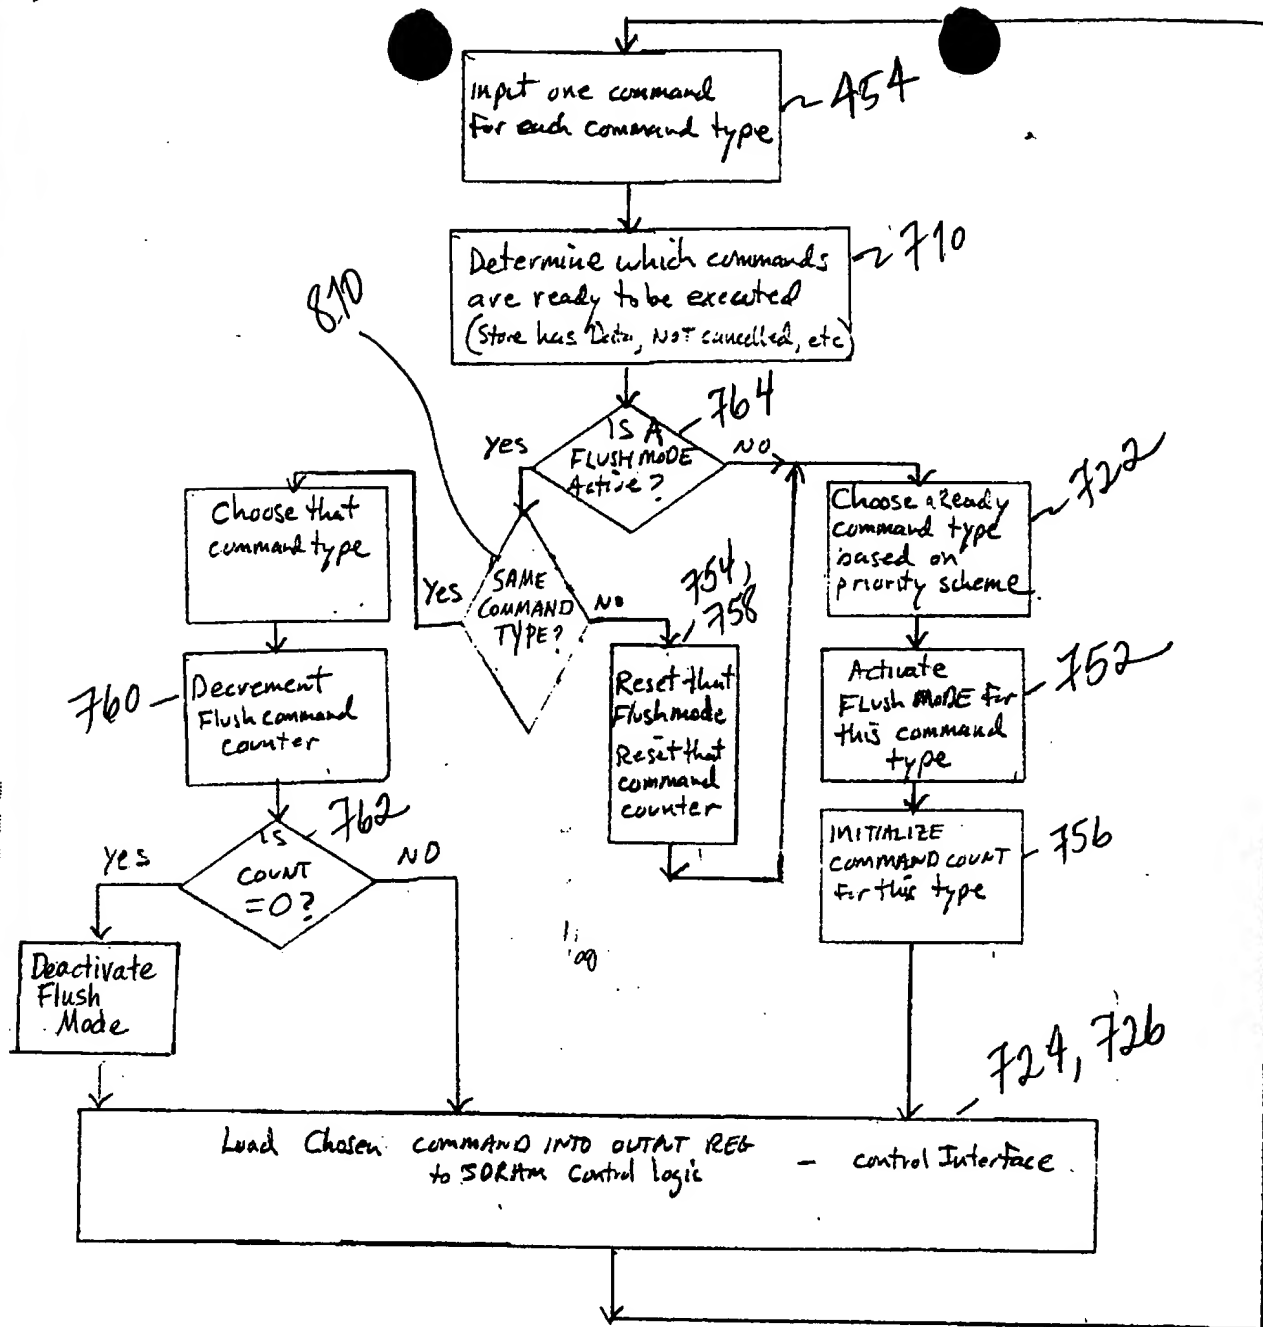 Input one command
For each command type
454
Determine which commands
are ready to be executed
(Store has Data, NOT cancelled, etc)
710
810
IS A
FLUSH MODE
Active?
764
Yes
NO
Choose that
command type
Yes
SAME
COMMAND
TYPE?
No
754,
758
Choose a Ready
command type
based on
priority scheme
722
760
Decrement
Flush command
counter
Reset that
Flush mode
Reset that
command
counter
Activate
FLUSH MODE for
this command
type
752
IS
COUNT
=0?
762
Yes
NO
INITIALIZE
COMMAND COUNT
for this type
756
Deactivate
Flush
Mode
724, 726
Load Chosen COMMAND INTO OUTPUT REG - control Interface
to SDRAM Control logic